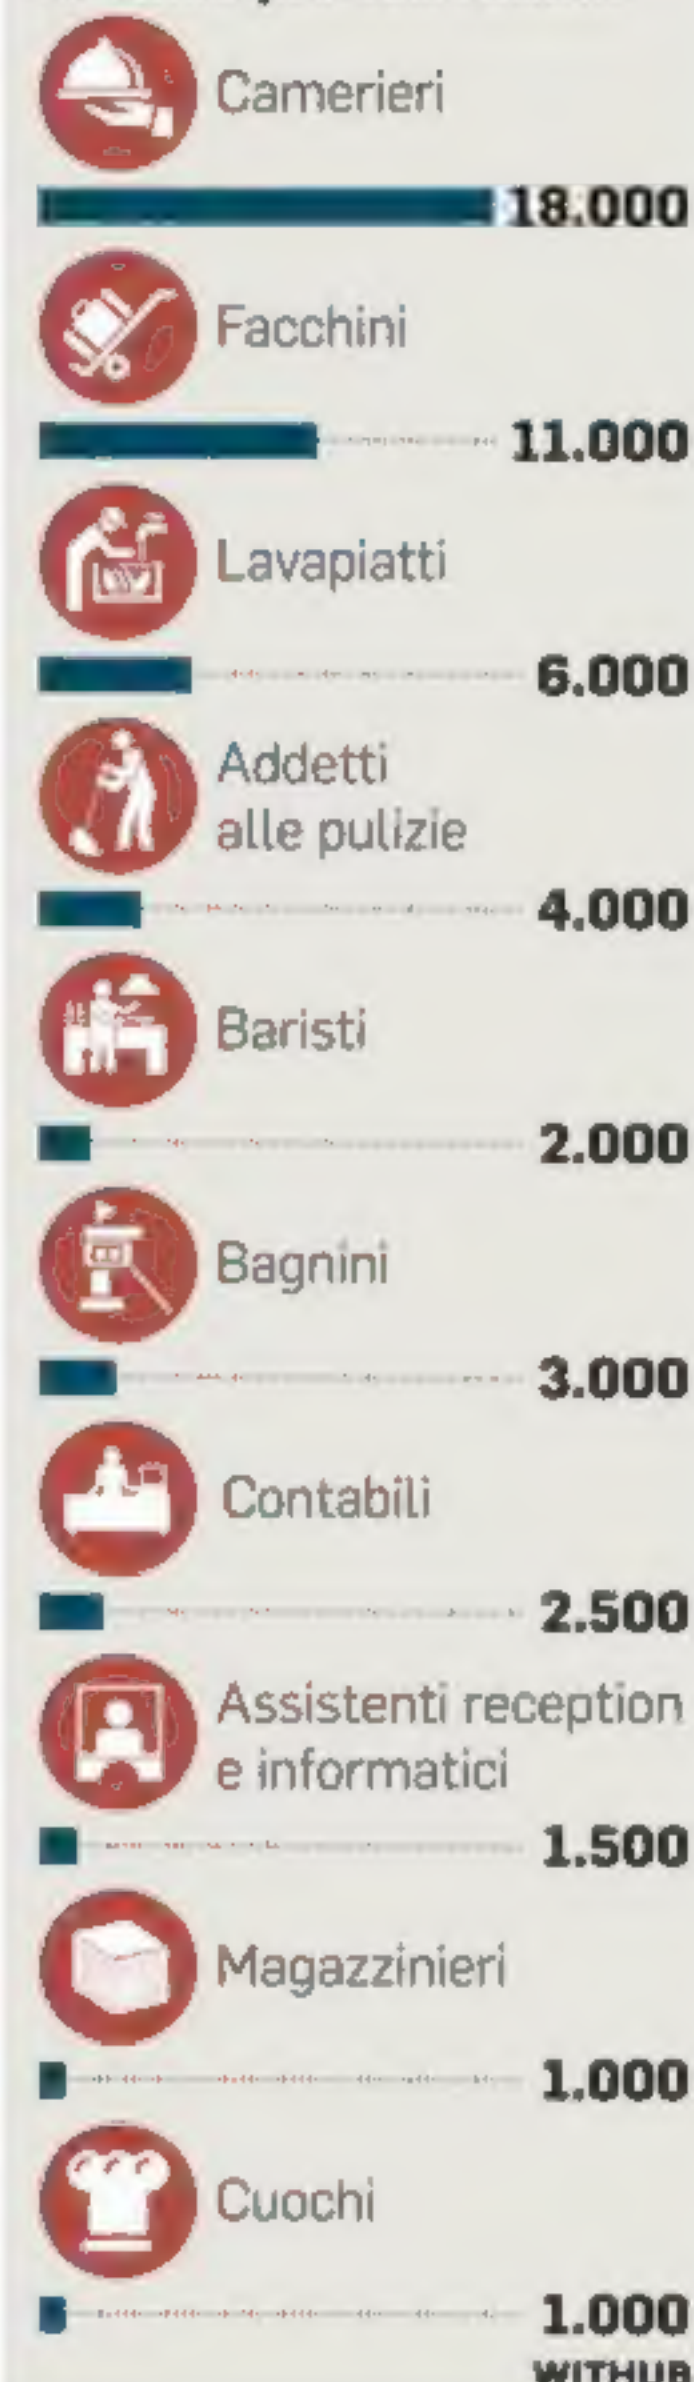 Camerieri
18.000
Facchini
11.000
Lavapiatti
6.000
Addetti
alle pulizie
4.000
Baristi
2.000
Bagnini
3.000
Contabili
2.500
Assistenti reception
e informatici
1.500
Magazzinieri
1.000
Cuochi
1.000
WITHUB